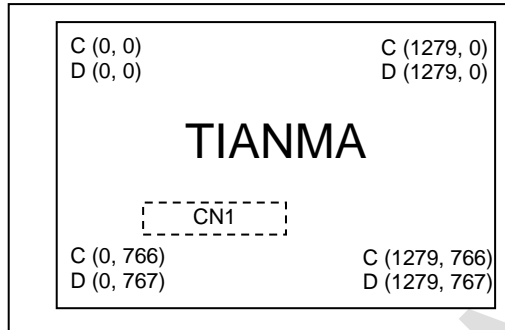 C (0, 0) C (1279, 0)
D (0, 0) D (1279, 0)
TIANMA
CN1
C (0, 766) C (1279, 766)
D (0, 767) D (1279, 767)